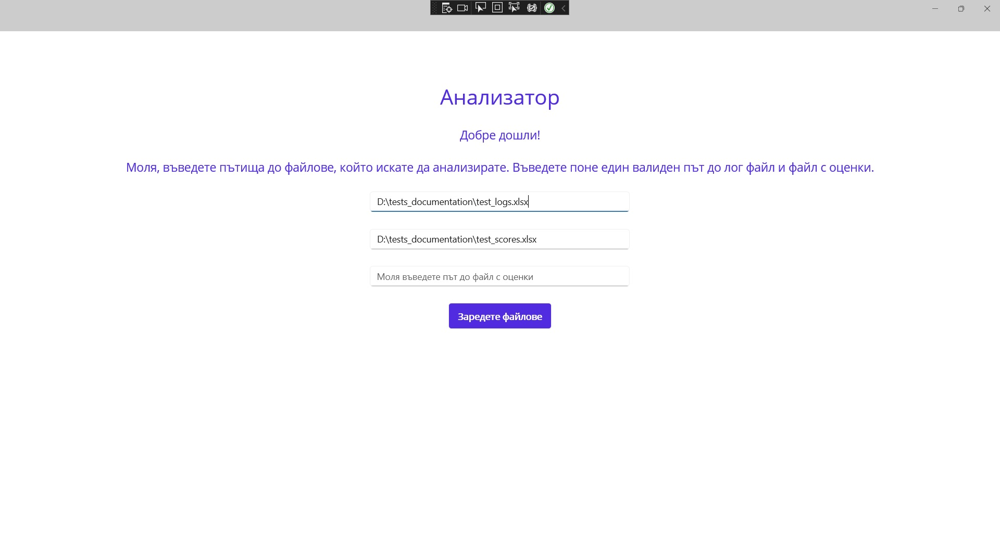 Анализатор
Добре дошли!
Моля, въведете пътища до файлове, който искате да анализирате. Въведете поне един валиден път до лог файл и файл с оценки.
D:\tests_documentation\test_logs.xlsx
D:\tests_documentation\test_scores.xlsx
Моля въведете път до файл с оценки
Заредете файлове